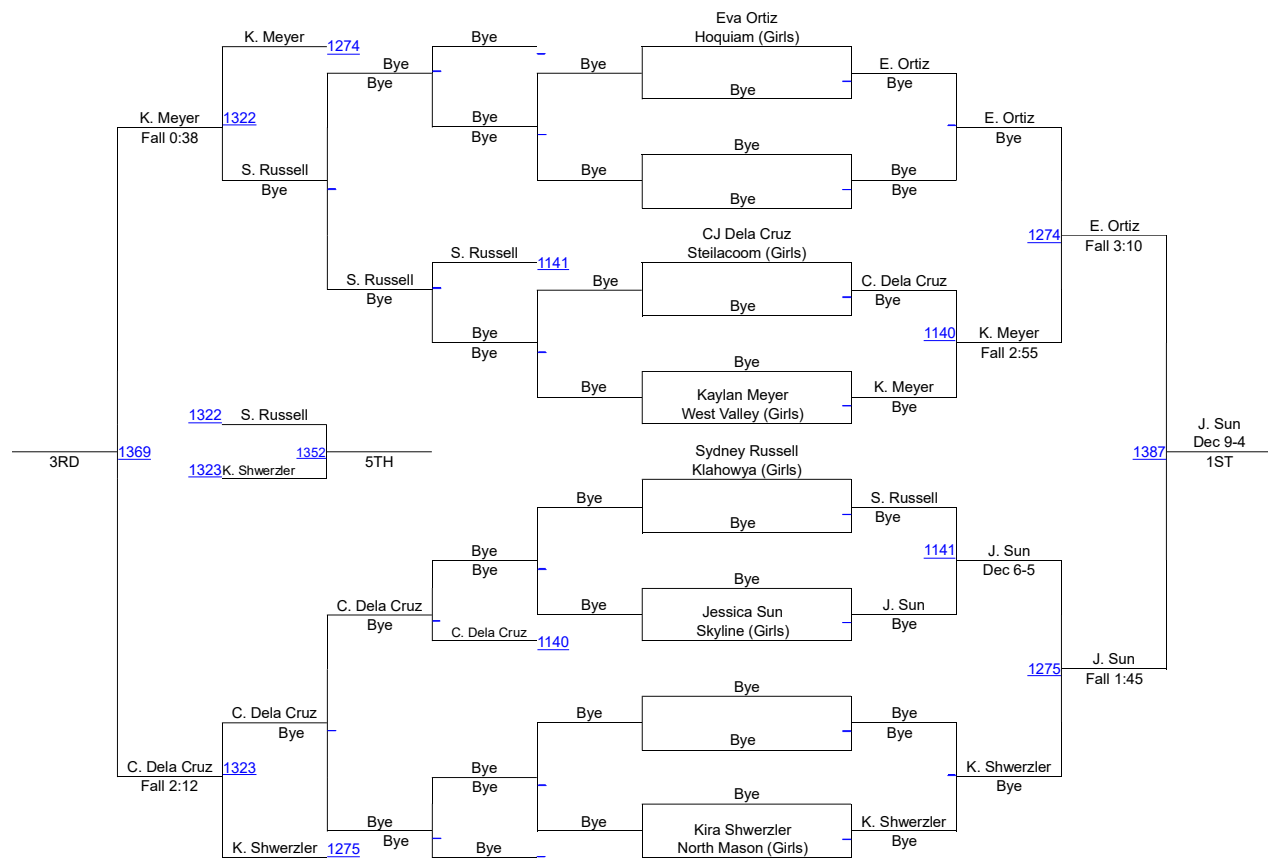 Eva Ortiz
K. Meyer 1274 Bye Hoquiam (Girls)
Bye Bye E. Ortiz
Bye Bye Bye
K. Meyer 1322 Bye E. Ortiz
Fall 0:38 Bye Bye
Bye
S. Russell Bye Bye
Bye Bye Bye
CJ Dela Cruz
1274 E. Ortiz
S. Russell 1141 Steilacoom (Girls) Fall 3:10
S. Russell Bye C. Dela Cruz
Bye Bye Bye
Bye 1140 K. Meyer
Bye Fall 2:55
Bye
Bye Kaylan Meyer K. Meyer
West Valley (Girls) Bye
1322 S. Russell
J. Sun
Dec 9-4
3RD 1369 1352 5TH Sydney Russell 1387 1ST
1323 K. Shwerzler Klahowya (Girls)
Bye S. Russell
Bye Bye
Bye 1141 J. Sun
Bye Dec 6-5
Bye
C. Dela Cruz Bye Jessica Sun J. Sun
Bye Skyline (Girls) Bye
C. Dela Cruz 1140
1275 J. Sun
Fall 1:45
Bye
C. Dela Cruz Bye Bye
Bye Bye Bye
C. Dela Cruz 1323 Bye K. Shwerzler
Fall 2:12 Bye Bye
Bye
Bye Bye Kira Shwerzler K. Shwerzler
Bye North Mason (Girls) Bye
K. Shwerzler 1275 Bye